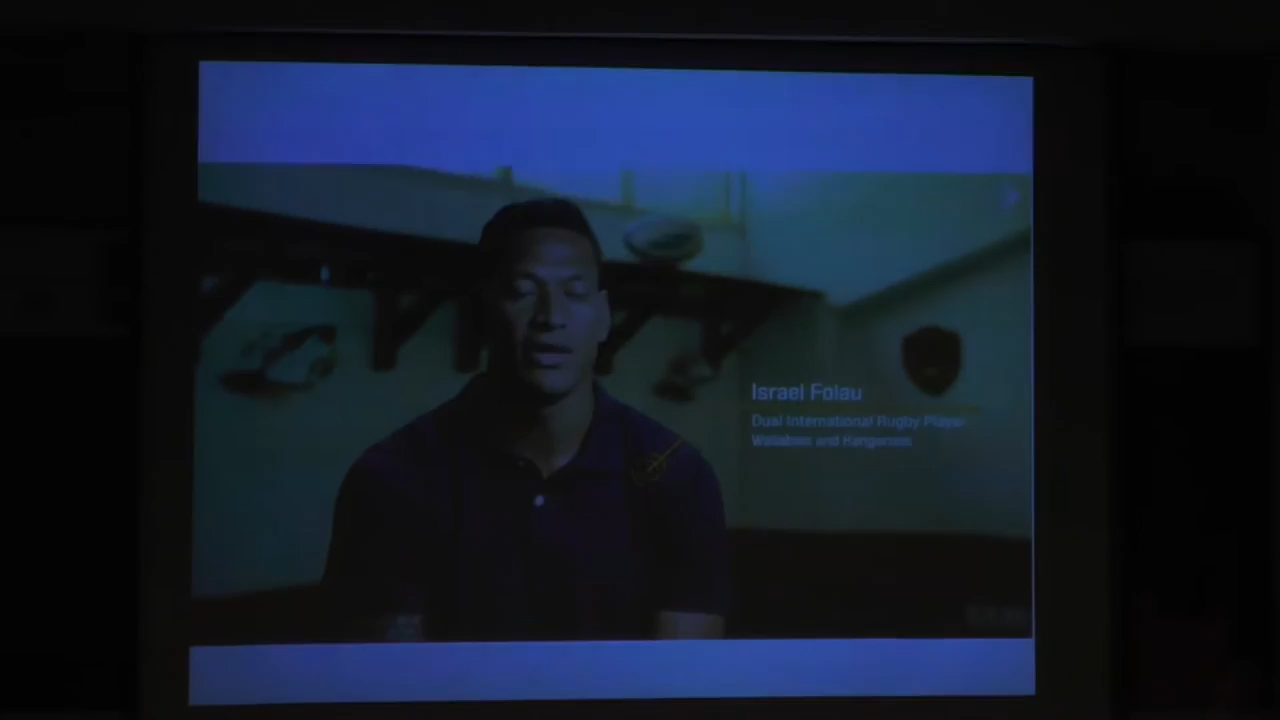 Israel Folau
Dual International Rugby Player
Wallabies and Kangaroos